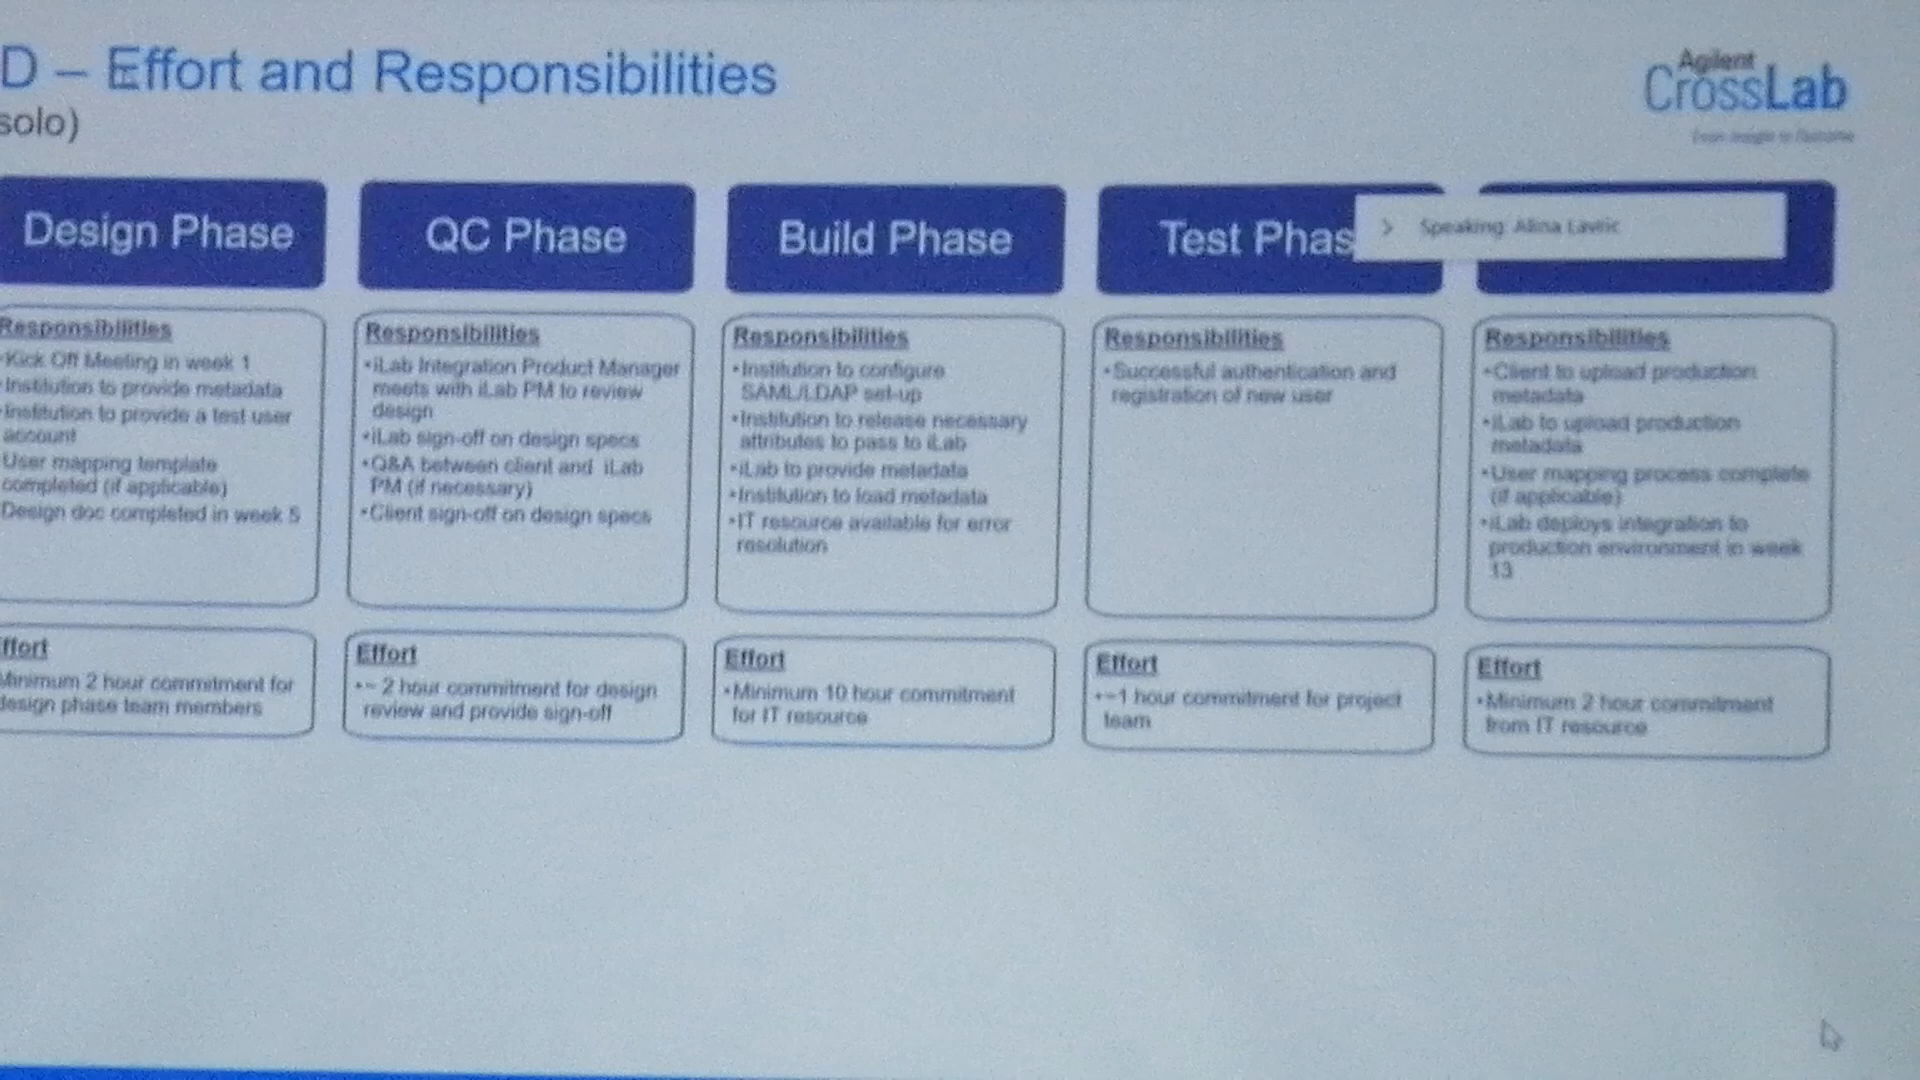 D – Effort and Responsibilities
solo)
Agilent
CrossLab
From Insight to Outcome
Design Phase
QC Phase
Build Phase
Test Phas
Speaking: Alina Lavric
Responsibilities
Kick Off Meeting in week 1
Institution to provide metadata
Institution to provide a test user
account
User mapping template
completed (if applicable)
Design doc completed in week 5
Responsibilities
•iLab Integration Product Manager
meets with iLab PM to review
design
•iLab sign-off on design specs
•Q&A between client and iLab
PM (if necessary)
•Client sign-off on design specs
Responsibilities
•Institution to configure
SAML/LDAP set-up
•Institution to release necessary
attributes to pass to iLab
•iLab to provide metadata
•Institution to load metadata
•IT resource available for error
resolution
Responsibilities
•Successful authentication and
registration of new user
Responsibilities
•Client to upload production
metadata
•iLab to upload production
metadata
•User mapping process complete
(if applicable)
•iLab deploys integration to
production environment in week
13
ffort
Minimum 2 hour commitment for
design phase team members
Effort
•~ 2 hour commitment for design
review and provide sign-off
Effort
•Minimum 10 hour commitment
for IT resource
Effort
•~1 hour commitment for project
team
Effort
•Minimum 2 hour commitment
from IT resource